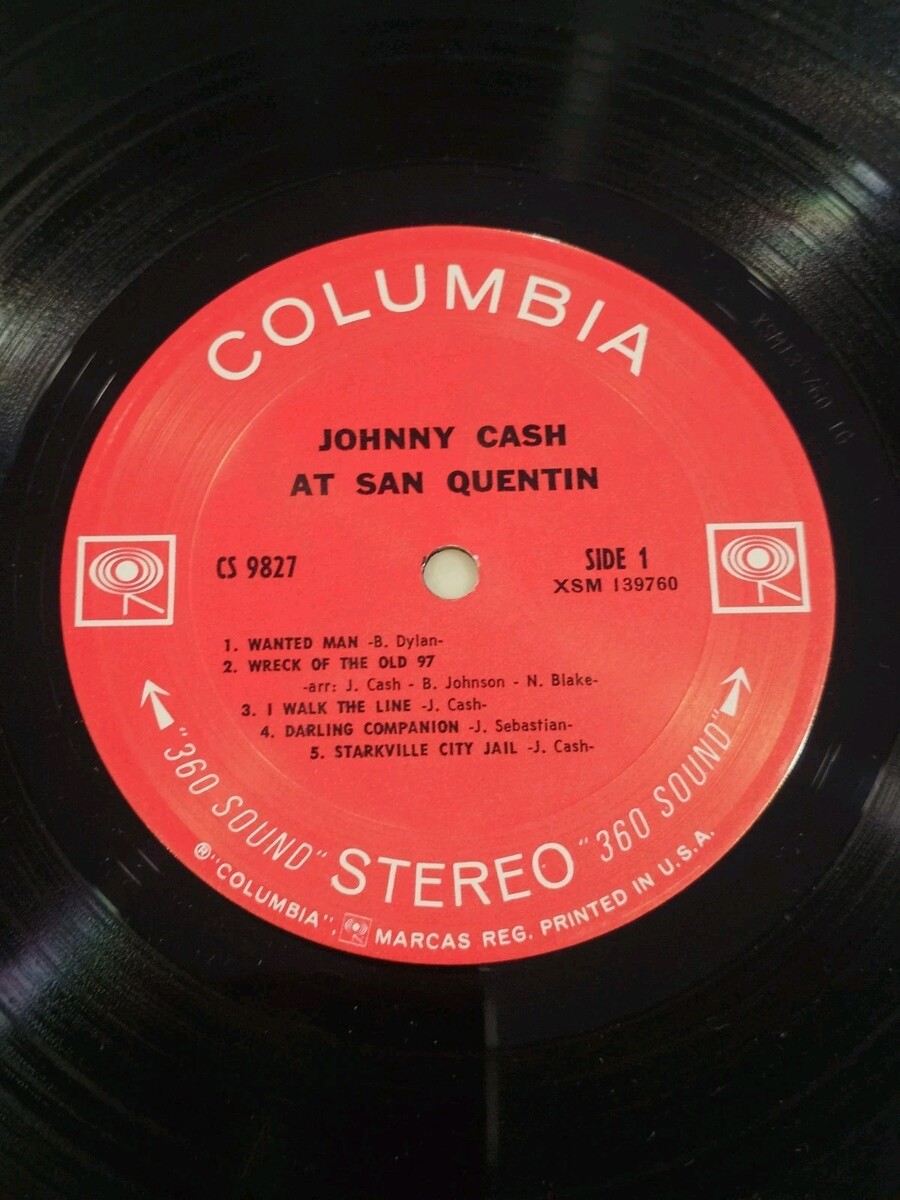 COLUMBIA
JOHNNY CASH
AT SAN QUENTIN
CS 9827
SIDE 1
XSM 139760
1. WANTED MAN -B. Dylan-
2. WRECK OF THE OLD 97
-arr: J. Cash - B. Johnson - N. Blake-
3. I WALK THE LINE -J. Cash-
4. DARLING COMPANION -J. Sebastian-
5. STARKVILLE CITY JAIL -J. Cash-
"360 SOUND" STEREO "360 SOUND"
® "COLUMBIA", MARCAS REG. PRINTED IN U.S.A.